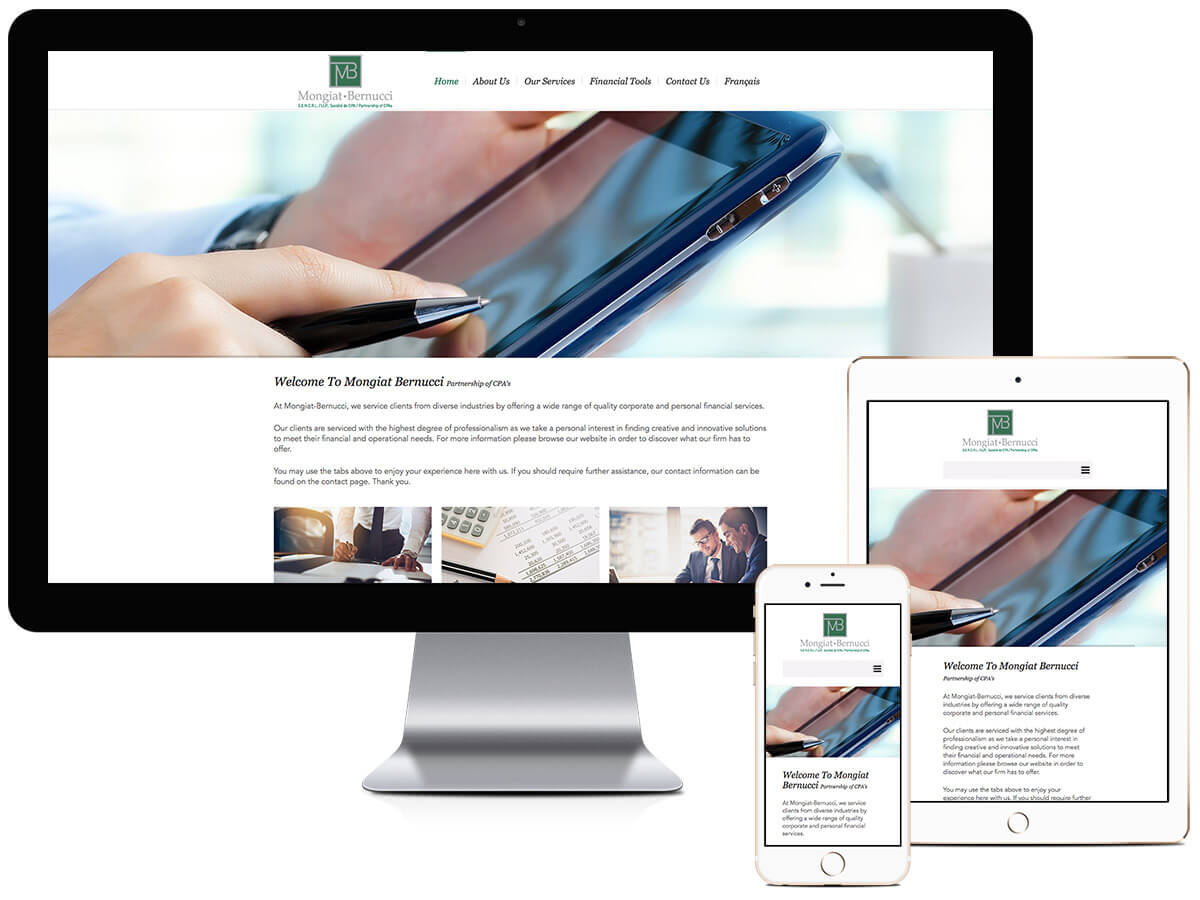 MB
Mongiat•Bernucci
S.E.N.C.R.L. / LLP, Société de CPA / Partnership of CPAs
Home
About Us
Our Services
Financial Tools
Contact Us
Français
Welcome To Mongiat Bernucci Partnership of CPA's
At Mongiat-Bernucci, we service clients from diverse industries by offering a wide range of quality corporate and personal financial services.
Our clients are serviced with the highest degree of professionalism as we take a personal interest in finding creative and innovative solutions
to meet their financial and operational needs. For more information please browse our website in order to discover what our firm has to
offer.
You may use the tabs above to enjoy your experience here with us. If you should require further assistance, our contact information can be
found on the contact page. Thank you.
MB
Mongiat•Bernucci
S.E.N.C.R.L. / LLP, Société de CPA / Partnership of CPAs
Welcome To Mongiat Bernucci
Partnership of CPA's
At Mongiat-Bernucci, we service clients from diverse
industries by offering a wide range of quality
corporate and personal financial services.
Our clients are serviced with the highest degree of
professionalism as we take a personal interest in
finding creative and innovative solutions to meet
their financial and operational needs. For more
information please browse our website in order to
discover what our firm has to offer.
You may use the tabs above to enjoy your
experience here with us. If you should require further
MB
Mongiat•Bernucci
S.E.N.C.R.L. / LLP, Société de CPA / Partnership of CPAs
Welcome To Mongiat
Bernucci Partnership of CPA's
At Mongiat-Bernucci, we service
clients from diverse industries by
offering a wide range of quality
corporate and personal financial
services.